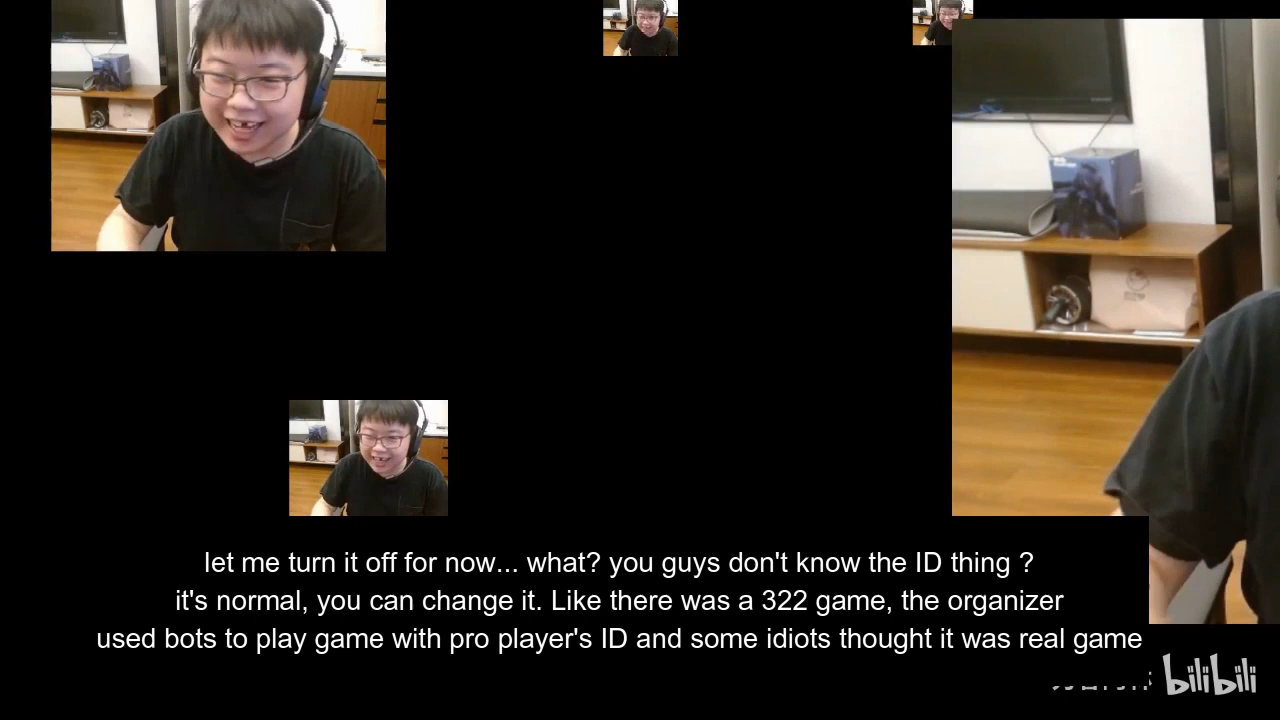 let me turn it off for now... what? you guys don't know the ID thing ?
it's normal, you can change it. Like there was a 322 game, the organizer
used bots to play game with pro player's ID and some idiots thought it was real game
bilibili